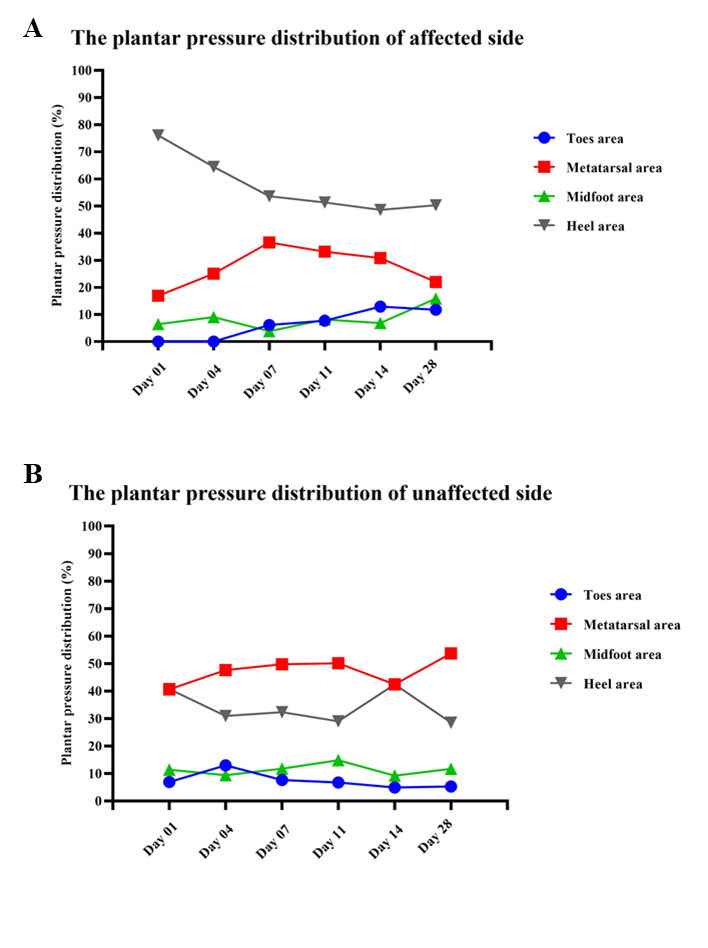 A
The plantar pressure distribution of affected side
Plantar pressure distribution (%)
100
90
80
70
60
50
40
30
20
10
0
Day 01
Day 04
Day 07
Day 11
Day 14
Day 28
Toes area
Metatarsal area
Midfoot area
Heel area
B
The plantar pressure distribution of unaffected side
Plantar pressure distribution (%)
100
90
80
70
60
50
40
30
20
10
0
Day 01
Day 04
Day 07
Day 11
Day 14
Day 28
Toes area
Metatarsal area
Midfoot area
Heel area